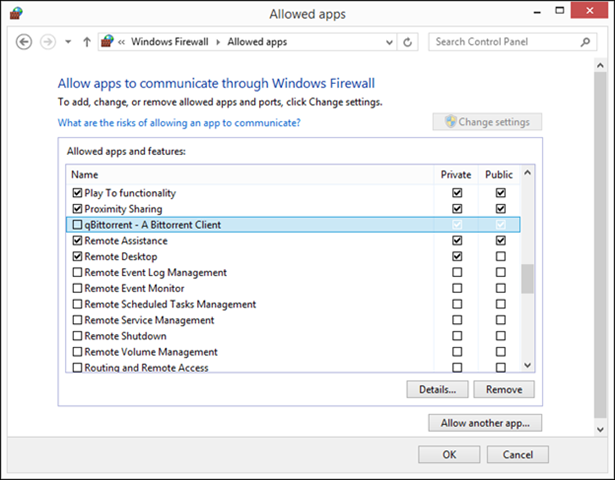 Allowed apps
« Windows Firewall ▸ Allowed apps
Search Control Panel
Allow apps to communicate through Windows Firewall
To add, change, or remove allowed apps and ports, click Change settings.
What are the risks of allowing an app to communicate?
Change settings
Allowed apps and features:
Name Private Public
Play To functionality
Proximity Sharing
qBittorrent - A Bittorrent Client
Remote Assistance
Remote Desktop
Remote Event Log Management
Remote Event Monitor
Remote Scheduled Tasks Management
Remote Service Management
Remote Shutdown
Remote Volume Management
Routing and Remote Access
Details... Remove
Allow another app...
OK Cancel